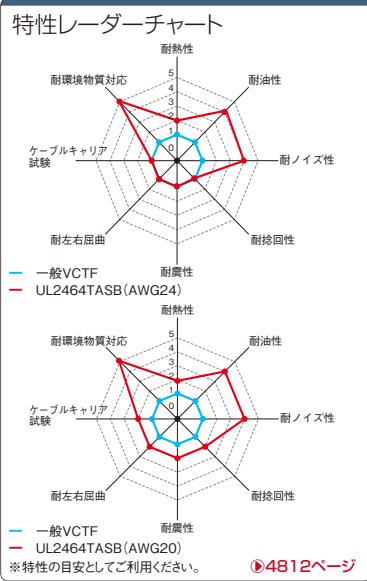 特性レーダーチャート
耐熱性
耐環境物質対応
耐油性
5
4
3
2
1
0
ケーブルキャリア
試験
耐ノイズ性
耐左右屈曲
耐捻回性
耐震性
一般VCTF
UL2464TASB(AWG24)
耐熱性
耐環境物質対応
耐油性
5
4
3
2
1
0
ケーブルキャリア
試験
耐ノイズ性
耐左右屈曲
耐捻回性
耐震性
一般VCTF
UL2464TASB(AWG20)
※特性の目安としてご利用ください。
4812ページ